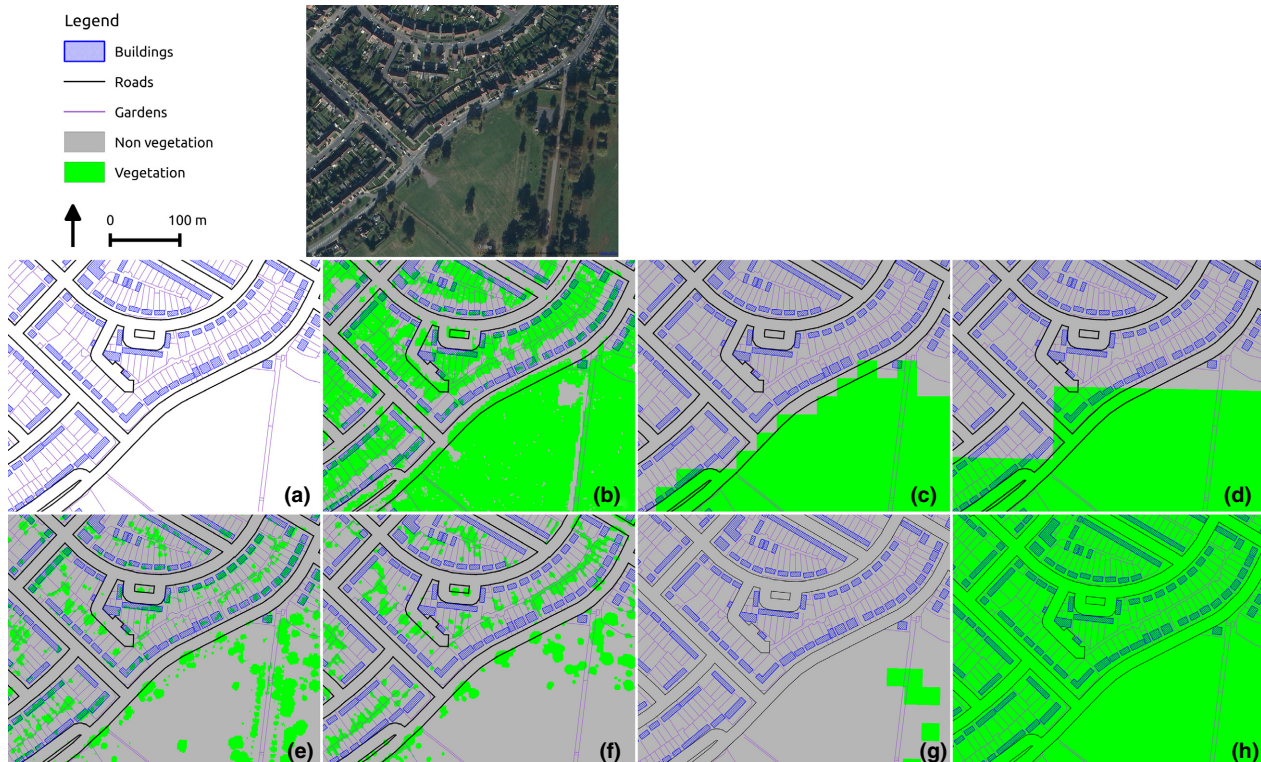 Legend
Buildings
Roads
Gardens
Non vegetation
Vegetation
0 100 m
(a)
(b)
(c)
(d)
(e)
(f)
(g)
(h)